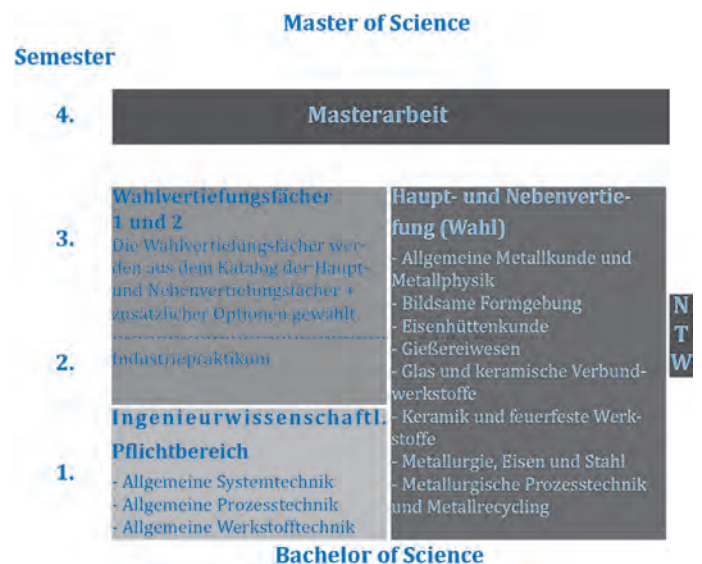 Master of Science
Semester
4.
Masterarbeit
3.
Wahlvertiefungsfächer
1 und 2
Die Wahlvertiefungsfächer wer-
den aus dem Katalog der Haupt-
und Nebenvertiefungsfächer +
zusätzlicher Optionen gewählt.
2.
Industriepraktikum
1.
Ingenieurwissenschaftl.
Pflichtbereich
- Allgemeine Systemtechnik
- Allgemeine Prozesstechnik
- Allgemeine Werkstofftechnik
Haupt- und Nebenvertie-
fung (Wahl)
- Allgemeine Metallkunde und
Metallphysik
- Bildsame Formgebung
- Eisenhüttenkunde
- Gießereiwesen
- Glas und keramische Verbund-
werkstoffe
- Keramik und feuerfeste Werk-
stoffe
- Metallurgie, Eisen und Stahl
- Metallurgische Prozesstechnik
und Metallrecycling
N
T
W
Bachelor of Science